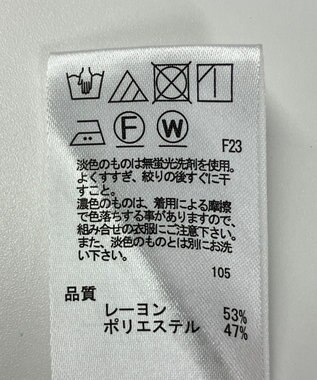 F W F23
淡色のものは無蛍光洗剤を使用。
よくすすぎ、絞りの後すぐに干
すこと。
濃色のものは、着用による摩擦
で色落ちする事がありますので、
組み合せの衣服にご注意下さい。
また、淡色のものとは別にお洗
い下さい。
105
品質
レーヨン 53%
ポリエステル 47%